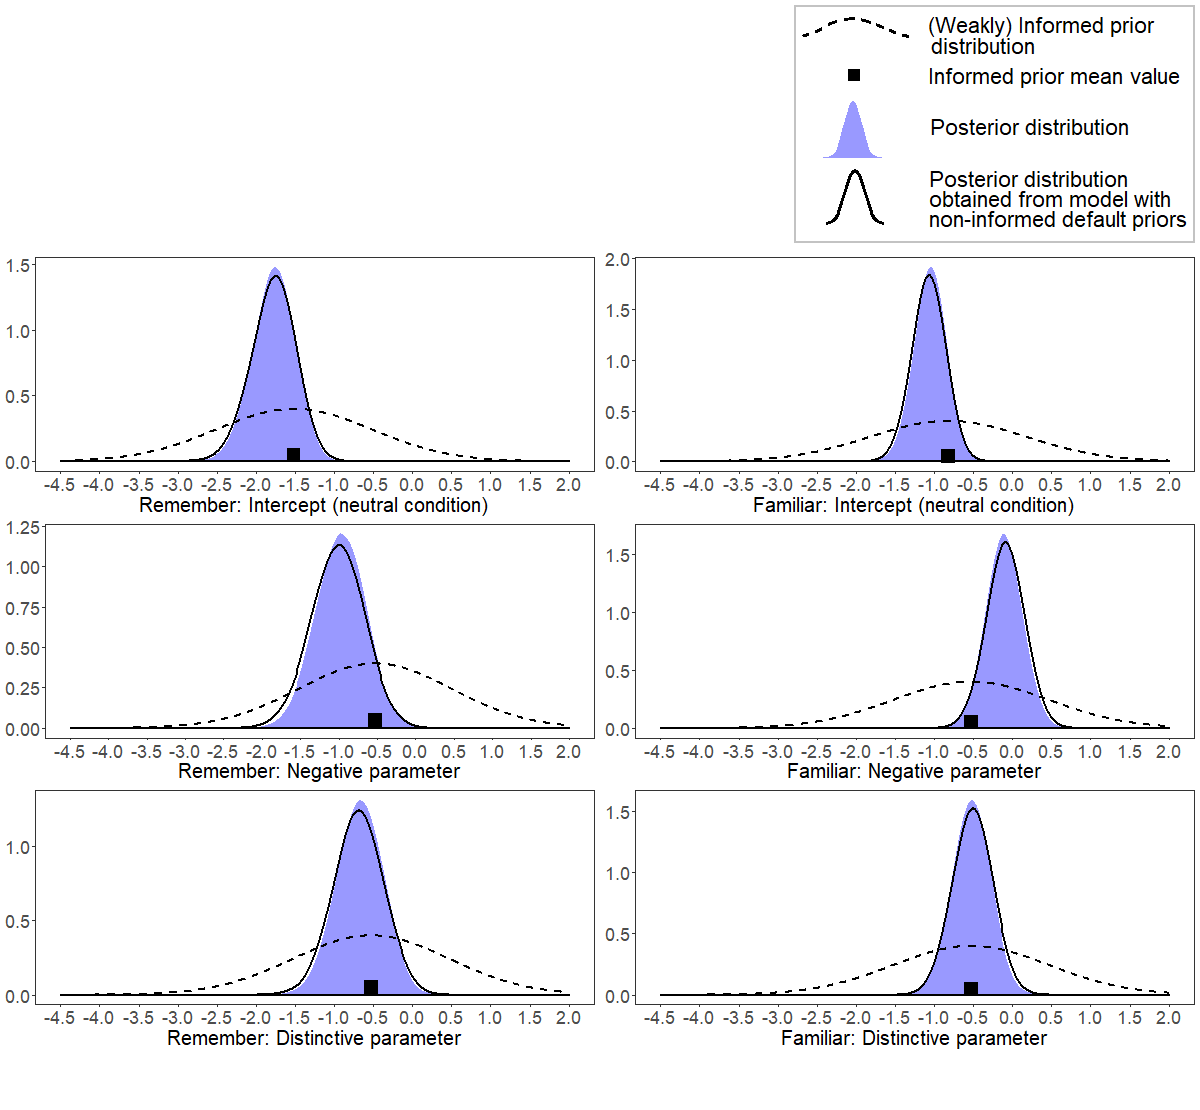 (Weakly) Informed prior
distribution
Informed prior mean value
Posterior distribution
Posterior distribution
obtained from model with
non-informed default priors
1.5
1.0
0.5
0.0
-4.5 -4.0 -3.5 -3.0 -2.5 -2.0 -1.5 -1.0 -0.5 0.0 0.5 1.0 1.5 2.0
Remember: Intercept (neutral condition)
2.0
1.5
1.0
0.5
0.0
-4.5 -4.0 -3.5 -3.0 -2.5 -2.0 -1.5 -1.0 -0.5 0.0 0.5 1.0 1.5 2.0
Familiar: Intercept (neutral condition)
1.25
1.00
0.75
0.50
0.25
0.00
-4.5 -4.0 -3.5 -3.0 -2.5 -2.0 -1.5 -1.0 -0.5 0.0 0.5 1.0 1.5 2.0
Remember: Negative parameter
1.5
1.0
0.5
0.0
-4.5 -4.0 -3.5 -3.0 -2.5 -2.0 -1.5 -1.0 -0.5 0.0 0.5 1.0 1.5 2.0
Familiar: Negative parameter
1.0
0.5
0.0
-4.5 -4.0 -3.5 -3.0 -2.5 -2.0 -1.5 -1.0 -0.5 0.0 0.5 1.0 1.5 2.0
Remember: Distinctive parameter
1.5
1.0
0.5
0.0
-4.5 -4.0 -3.5 -3.0 -2.5 -2.0 -1.5 -1.0 -0.5 0.0 0.5 1.0 1.5 2.0
Familiar: Distinctive parameter